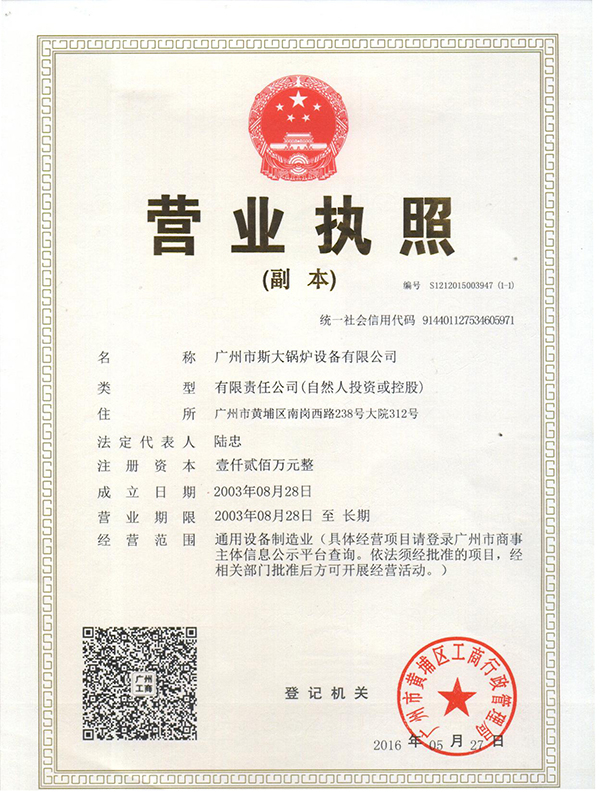 营业执照
(副 本)
编号 S1212015003947 (1-1)
统一社会信用代码 914401127534605971
名称 广州市斯大锅炉设备有限公司
类型 有限责任公司(自然人投资或控股)
住所 广州市黄埔区南岗西路238号大院312号
法定代表人 陆忠
注册资本 壹仟贰佰万元整
成立日期 2003年08月28日
营业期限 2003年08月28日 至 长期
经营范围 通用设备制造业（具体经营项目请登录广州市商事
主体信息公示平台查询。依法须经批准的项目，经
相关部门批准后方可开展经营活动。）
广州
工商
登记机关
广州市黄埔区工商行政管理局
2016 年 05 月 27 日